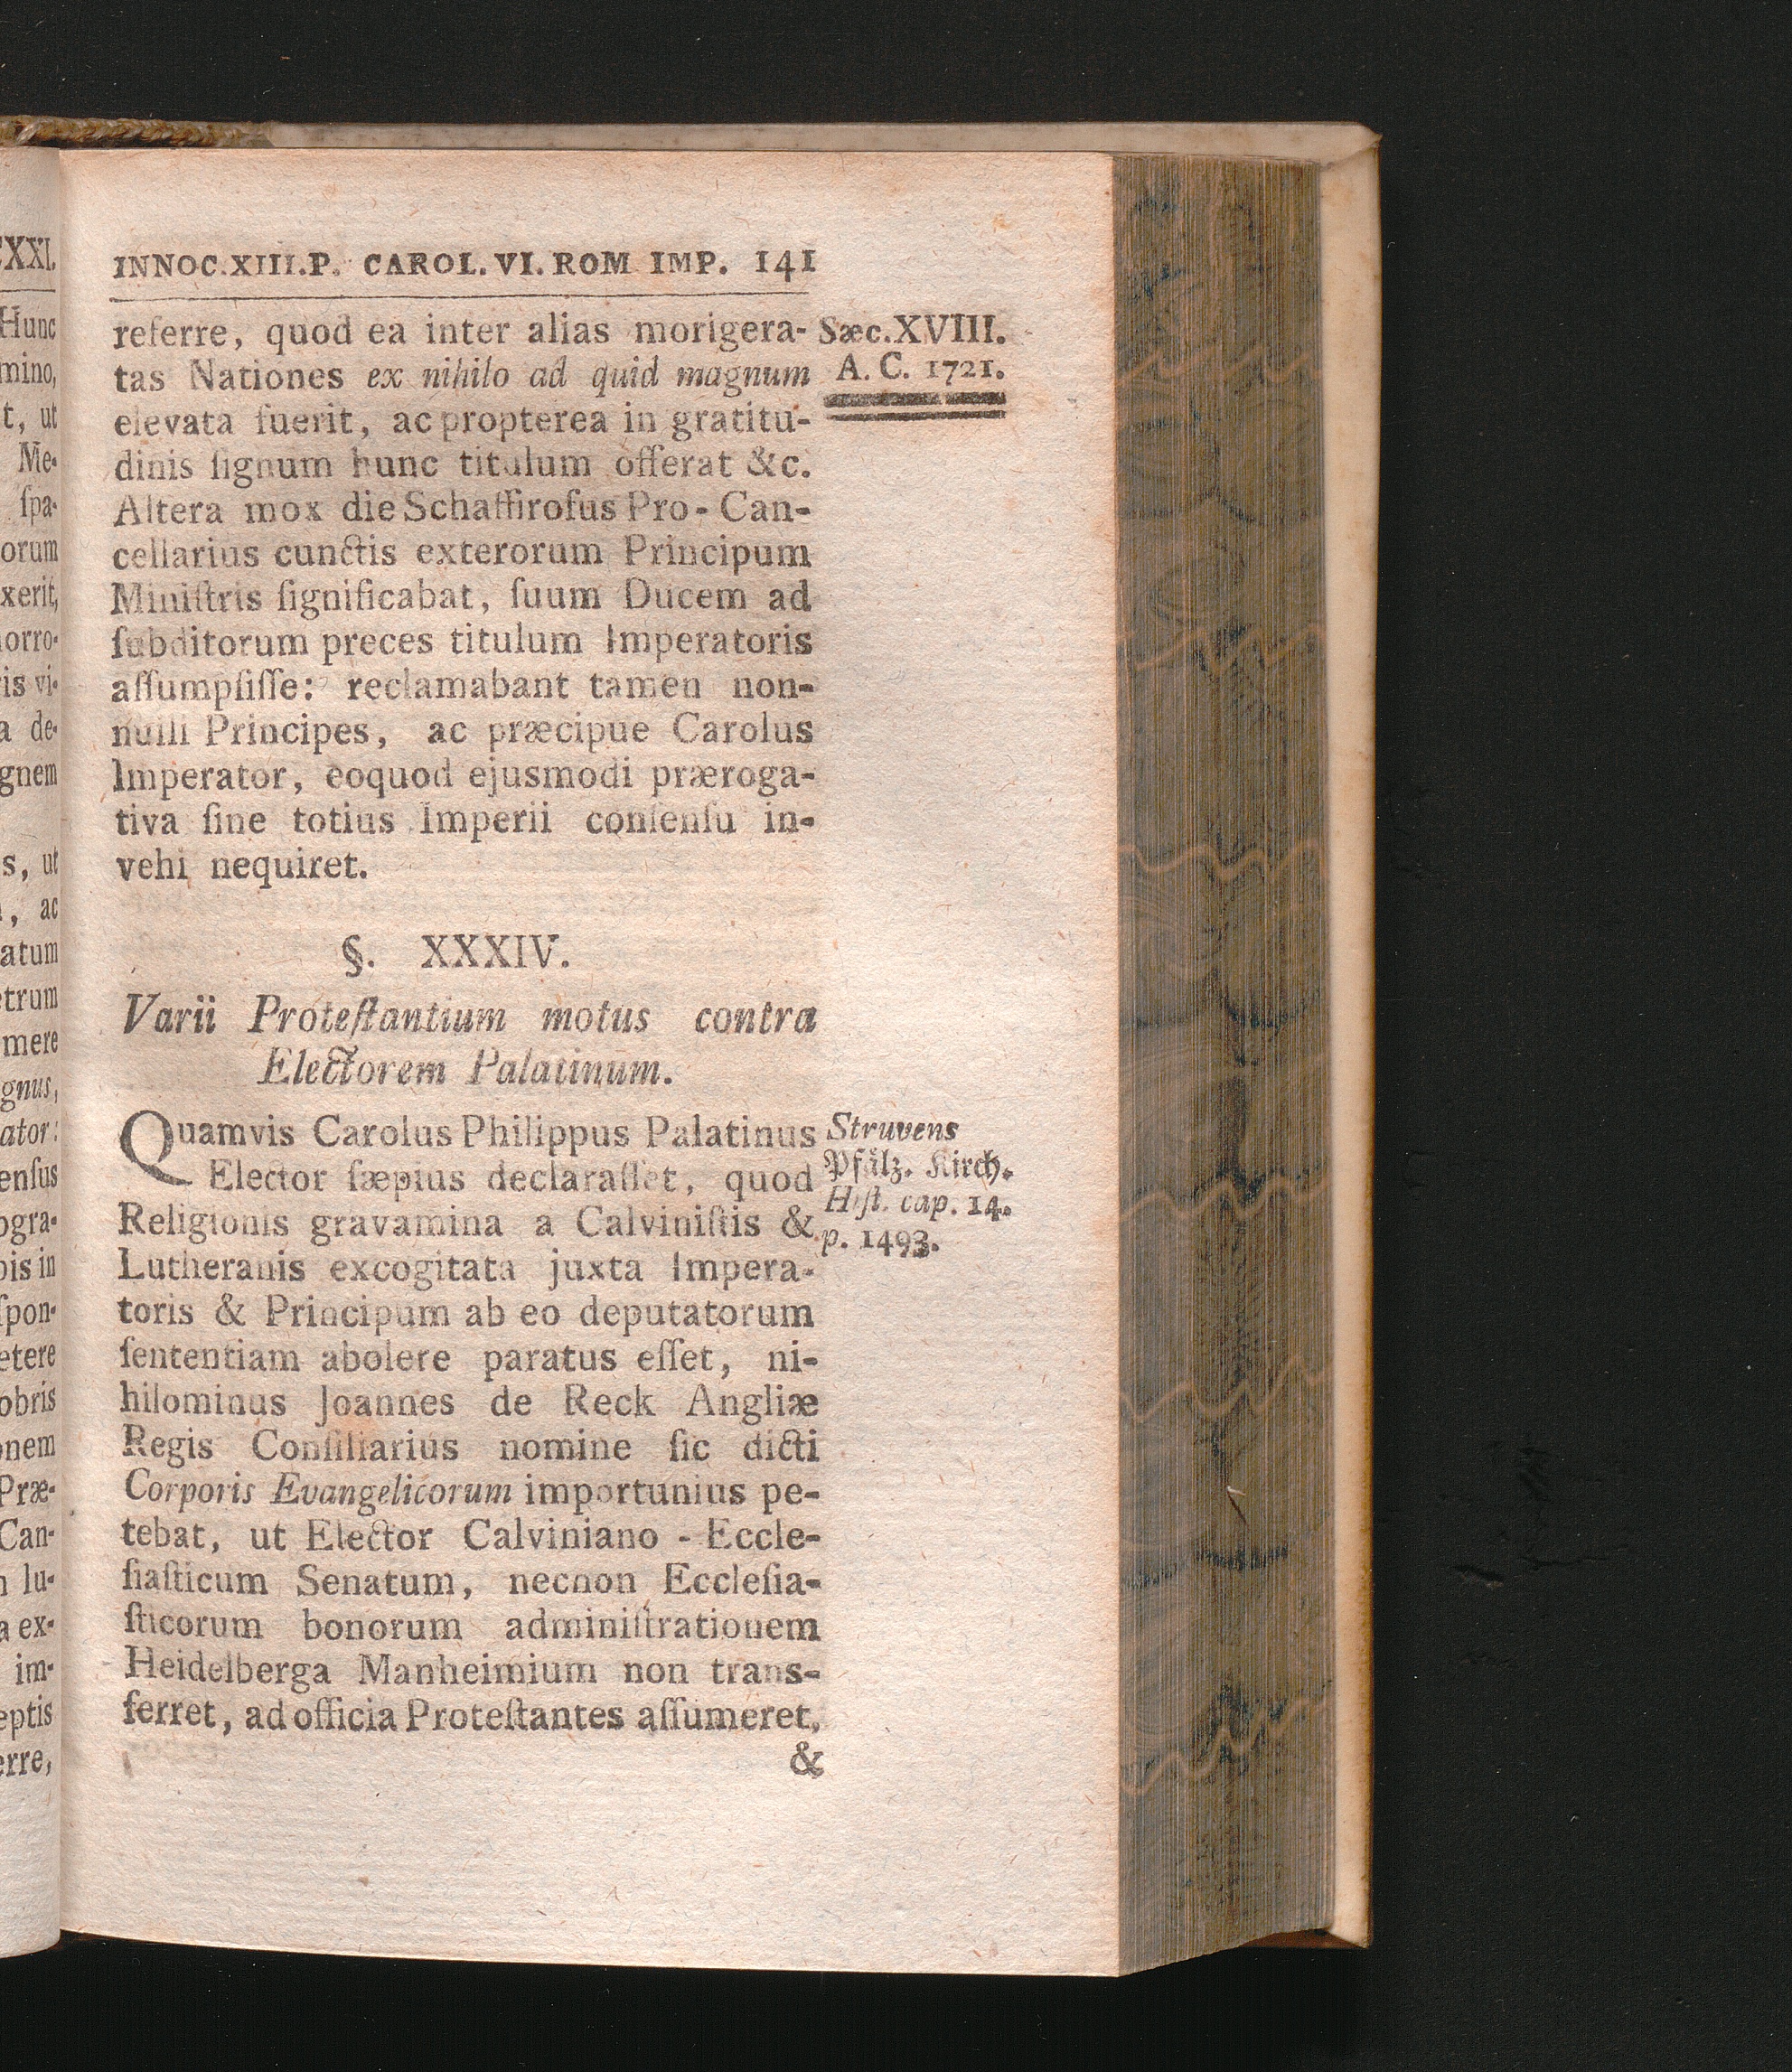 INNOC.XIII.P. CAROL.VI.ROM IMP. 141
Sæc.XVIII.
A. C. 1721.
referre, quod ea inter alias morigera-
tas Nationes ex nihilo ad quid magnum
elevata fuerit, ac propterea in gratitu-
dinis ſignum hunc titulum offerat &c.
Altera mox die Schaffirofus Pro-Can-
cellarius cunctis exterorum Principum
Miniſtris ſignificabat, ſuum Ducem ad
ſubditorum preces titulum Imperatoris
aſſumpſiſſe: reclamabant tamen non-
nulli Principes, ac præcipue Carolus
Imperator, eoquod ejusmodi præroga-
tiva ſine totius Imperii conſenſu in-
vehi nequiret.
§. XXXIV.
Varii Proteſtantium motus contra
Electorem Palatinum.
Struvens
Pfälz. Kirch.
Hiſt. cap. 14.
p. 1493.
Quamvis Carolus Philippus Palatinus
Elector ſæpius declaraſſet, quod
Religionis gravamina a Calviniſtis &
Lutheranis excogitata juxta Impera-
toris & Principum ab eo deputatorum
ſententiam abolere paratus eſſet, ni-
hilominus Joannes de Reck Angliæ
Regis Conſiliarius nomine ſic dicti
Corporis Evangelicorum importunius pe-
tebat, ut Elector Calviniano - Eccle-
ſiaſticum Senatum, necnon Eccleſia-
ſticorum bonorum adminiſtrationem
Heidelberga Manheimium non trans-
ferret, ad officia Proteſtantes aſſumeret,
&